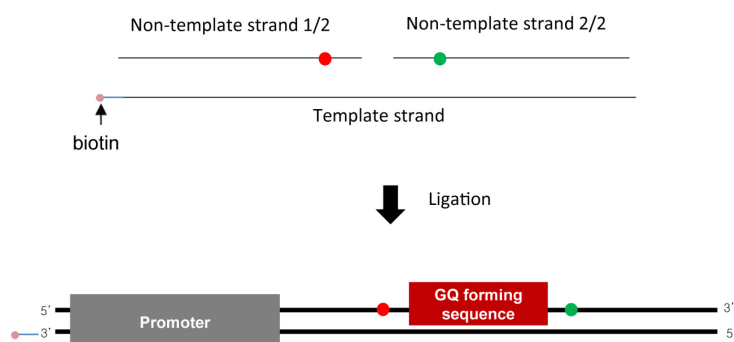 Non-template strand 1/2
Non-template strand 2/2
Template strand
biotin
Ligation
5'
Promoter
GQ forming
sequence
3'
3'
5